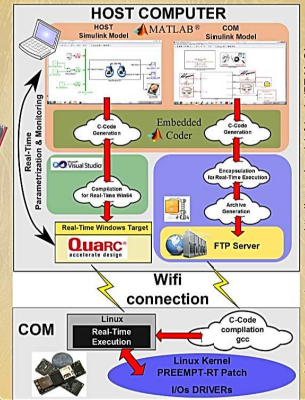 HOST COMPUTER
HOST
Simulink Model
MATLAB®
COM
Simulink Model
C-Code
Generation
Embedded
Coder
C-Code
Generation
Real-Time
Parametrization & Monitoring
Visual Studio
Compilation
for Real-Time Win64
Encapsulation
for Real-Time Execution
Archive
Generation
Real-Time Windows Target
QUARC
accelerate design
FTP Server
Wifi
connection
COM
Linux
Real-Time
Execution
C-Code
compilation
gcc
Linux Kernel
PREEMPT-RT Patch
I/Os DRIVERs